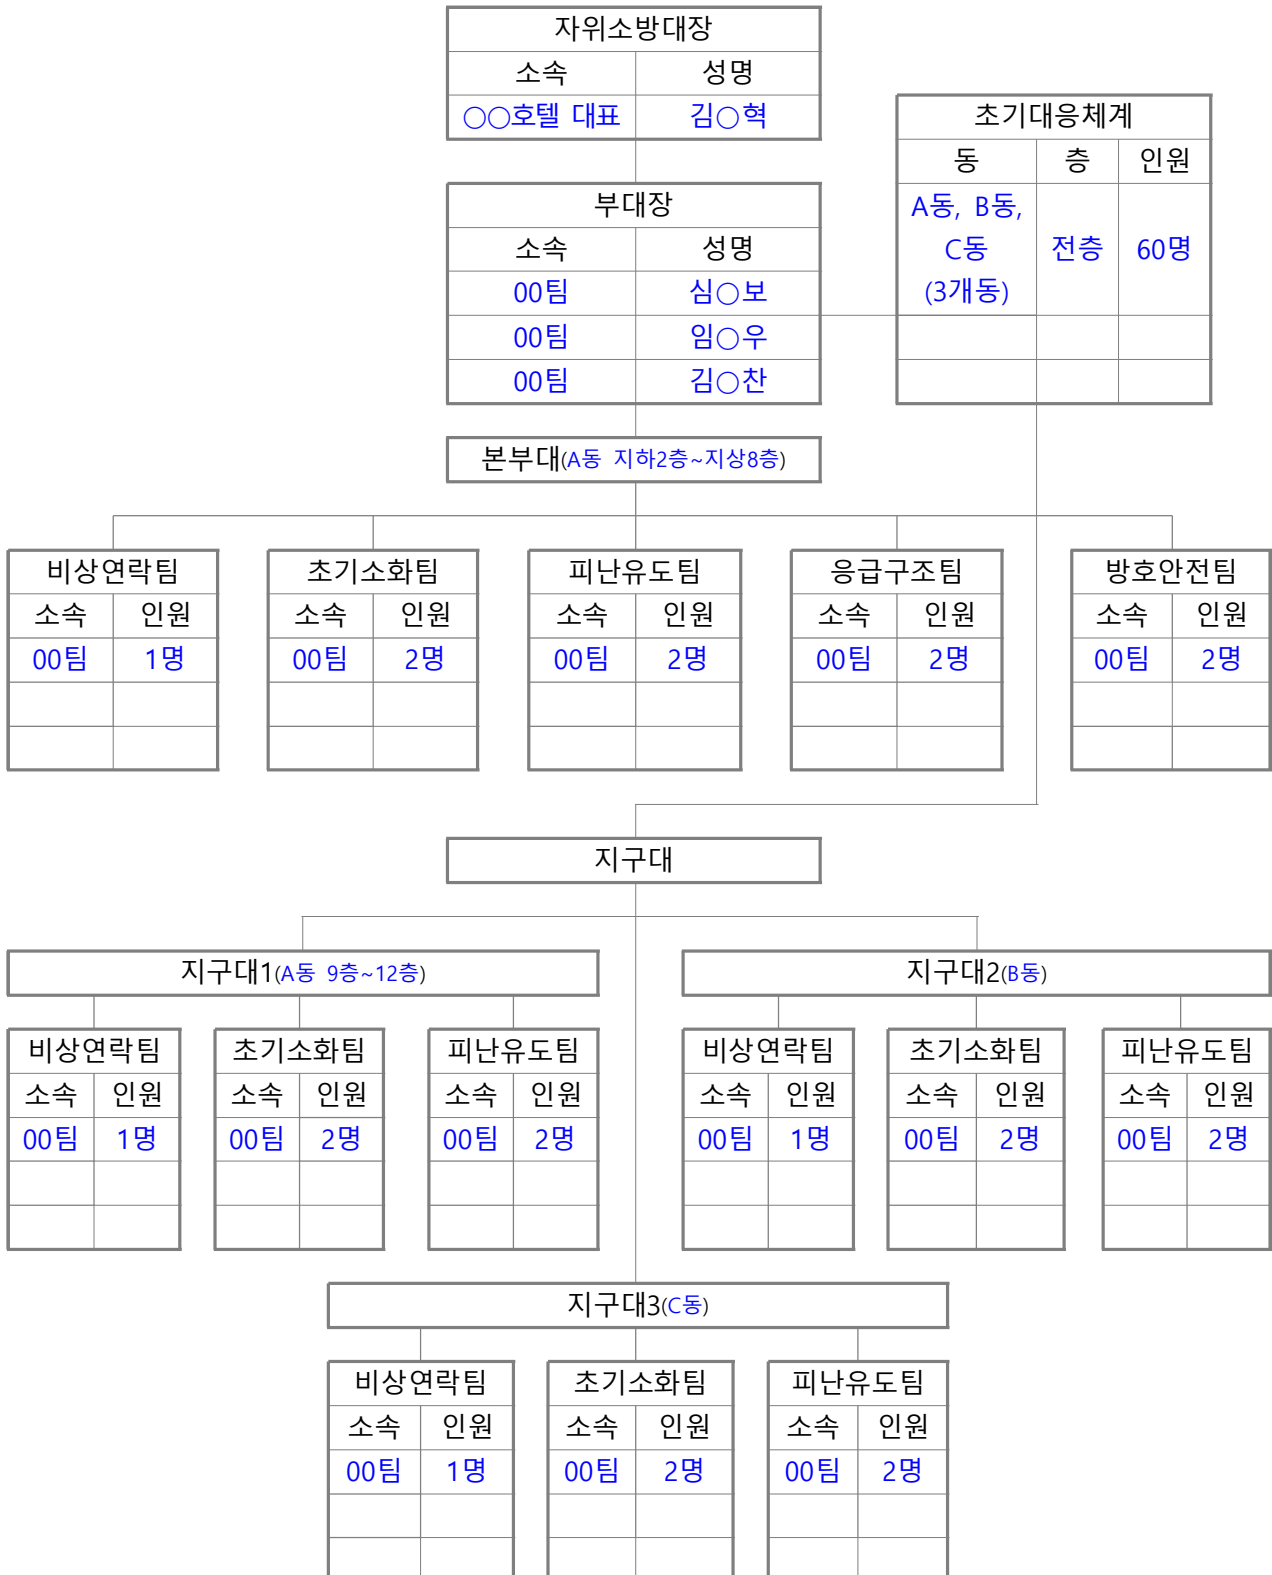 자위소방대장
소속 성명
○○호텔 대표 김○혁
초기대응체계
동 층 인원
A동, B동,
C동
(3개동) 전층 60명
부대장
소속 성명
00팀 심○보
00팀 임○우
00팀 김○찬
본부대(A동 지하2층~지상8층)
비상연락팀 초기소화팀 피난유도팀 응급구조팀 방호안전팀
소속 인원 소속 인원 소속 인원 소속 인원 소속 인원
00팀 1명 00팀 2명 00팀 2명 00팀 2명 00팀 2명
지구대
지구대1(A동 9층~12층) 지구대2(B동)
비상연락팀 초기소화팀 피난유도팀 비상연락팀 초기소화팀 피난유도팀
소속 인원 소속 인원 소속 인원 소속 인원 소속 인원 소속 인원
00팀 1명 00팀 2명 00팀 2명 00팀 1명 00팀 2명 00팀 2명
지구대3(C동)
비상연락팀 초기소화팀 피난유도팀
소속 인원 소속 인원 소속 인원
00팀 1명 00팀 2명 00팀 2명